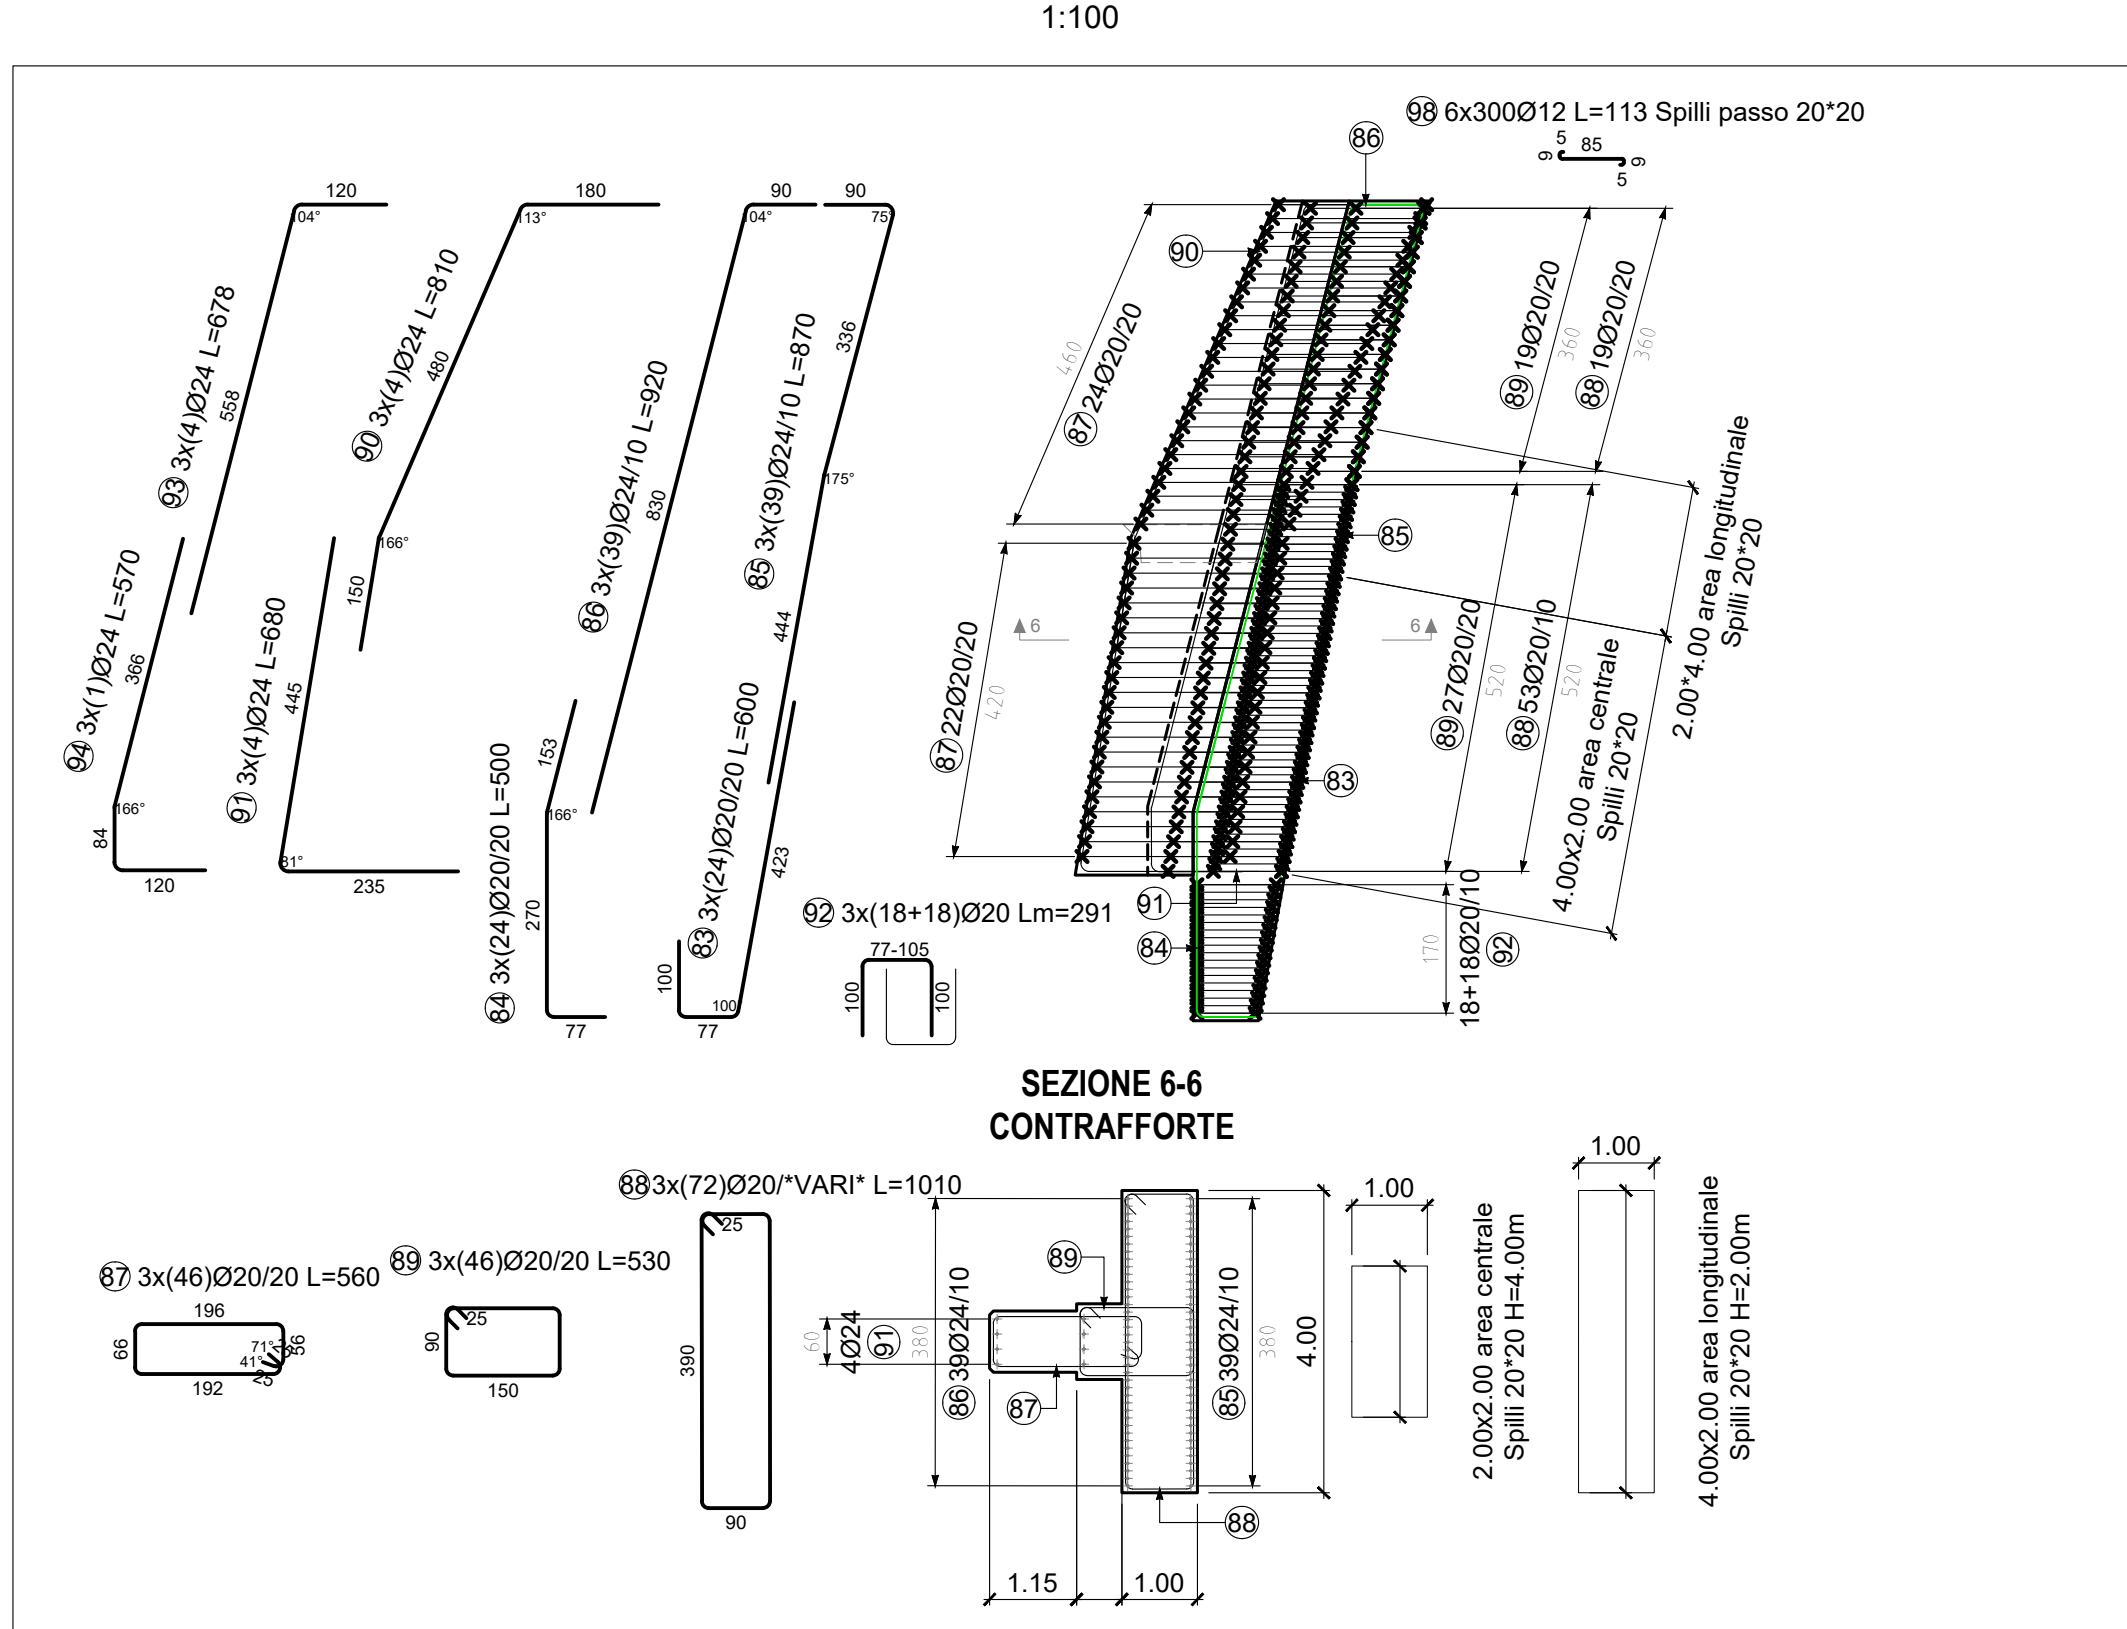 1:100
98 6x300Ø12 L=113 Spilli passo 20*20
5
85
9
9
5
86
120
104°
180
113°
90
104°
90
75°
90
93 3x(4)Ø24 L=678
558
90 3x(4)Ø24 L=810
480
166°
150
86 3x(39)Ø24/10 L=920
830
85 3x(39)Ø24/10 L=870
336
175°
444
460
87 24Ø20/20
89 19Ø20/20
360
88 19Ø20/20
360
85
2.00*4.00 area longitudinale
Spilli 20*20
94 3x(1)Ø24 L=570
366
166°
84
120
91 3x(4)Ø24 L=680
445
81°
235
84 3x(24)Ø20/20 L=500
153
166°
270
77
83 3x(24)Ø20/20 L=600
423
100
100
77
6
6
87 22Ø20/20
420
89 27Ø20/20
520
88 53Ø20/10
520
4.00x2.00 area centrale
Spilli 20*20
83
92 3x(18+18)Ø20 Lm=291
77-105
100
100
91
84
170
18+18Ø20/10
92
SEZIONE 6-6
CONTRAFFORTE
88 3x(72)Ø20/*VARI* L=1010
25
390
90
87 3x(46)Ø20/20 L=560
196
66
71°
41°
56
25
192
89 3x(46)Ø20/20 L=530
25
90
150
60
4Ø24
91
380
86 39Ø24/10
89
87
85 39Ø24/10
380
4.00
88
1.15
1.00
1.00
2.00x2.00 area centrale
Spilli 20*20 H=4.00m
1.00
4.00x2.00 area longitudinale
Spilli 20*20 H=2.00m